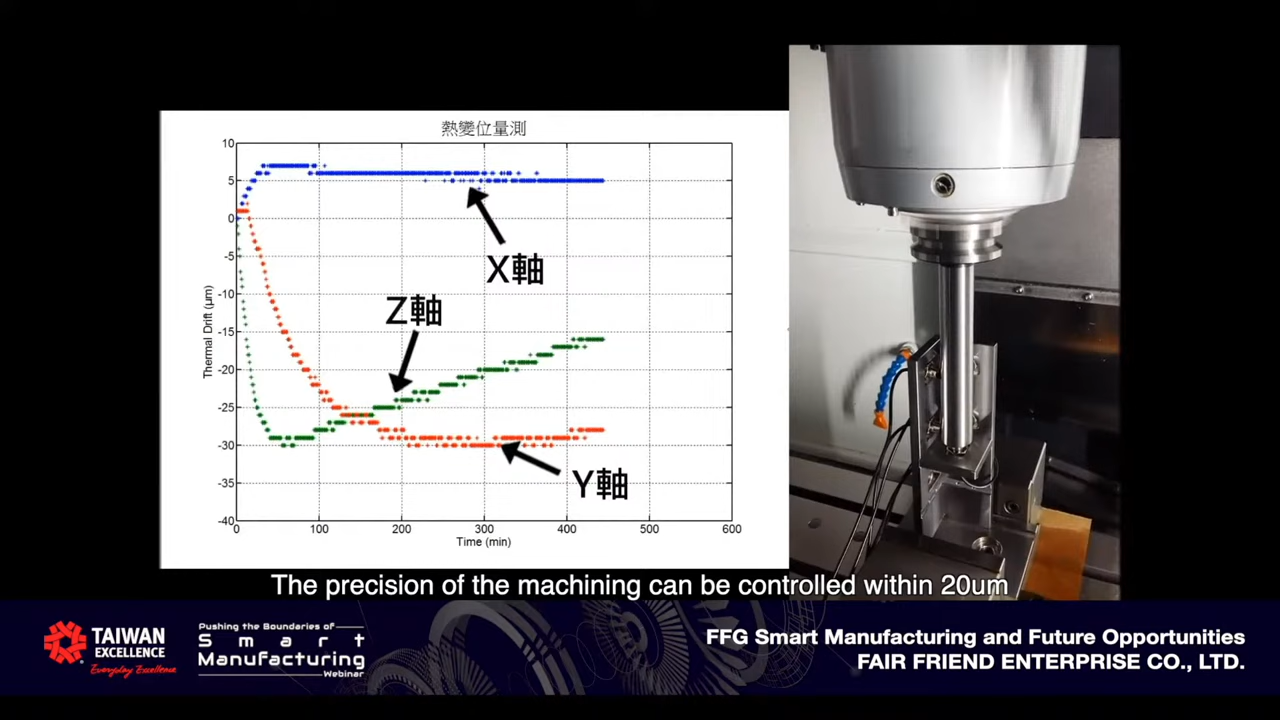 熱變位量測
10
5
0
-5
-10
-15
-20
-25
-30
-35
-40
Thermal Drift (μm)
0 100 200 300 400 500 600
Time (min)
X軸
Z軸
Y軸
The precision of the machining can be controlled within 20um
TAIWAN
EXCELLENCE
Everyday Excellence
Pushing the Boundaries of
Smart
Manufacturing
Webinar
FFG Smart Manufacturing and Future Opportunities
FAIR FRIEND ENTERPRISE CO., LTD.